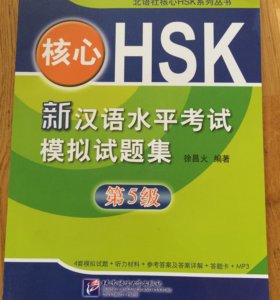 北语社核心HSK系列丛书
核心 HSK
新汉语水平考试
模拟试题集
徐昌火 编著
第5级
4套模拟试题 + 听力材料 + 参考答案及答案详解 + 答题卡 + MP3